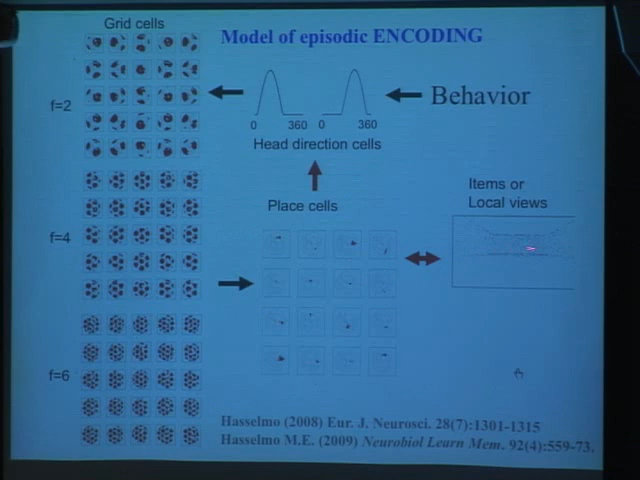 Grid cells
Model of episodic ENCODING
f=2
0 360 0 360
Behavior
Head direction cells
Place cells
Items or
Local views
f=4
f=6
Hasselmo (2008) Eur. J. Neurosci. 28(7):1301-1315
Hasselmo M.E. (2009) Neurobiol Learn Mem. 92(4):559-73.